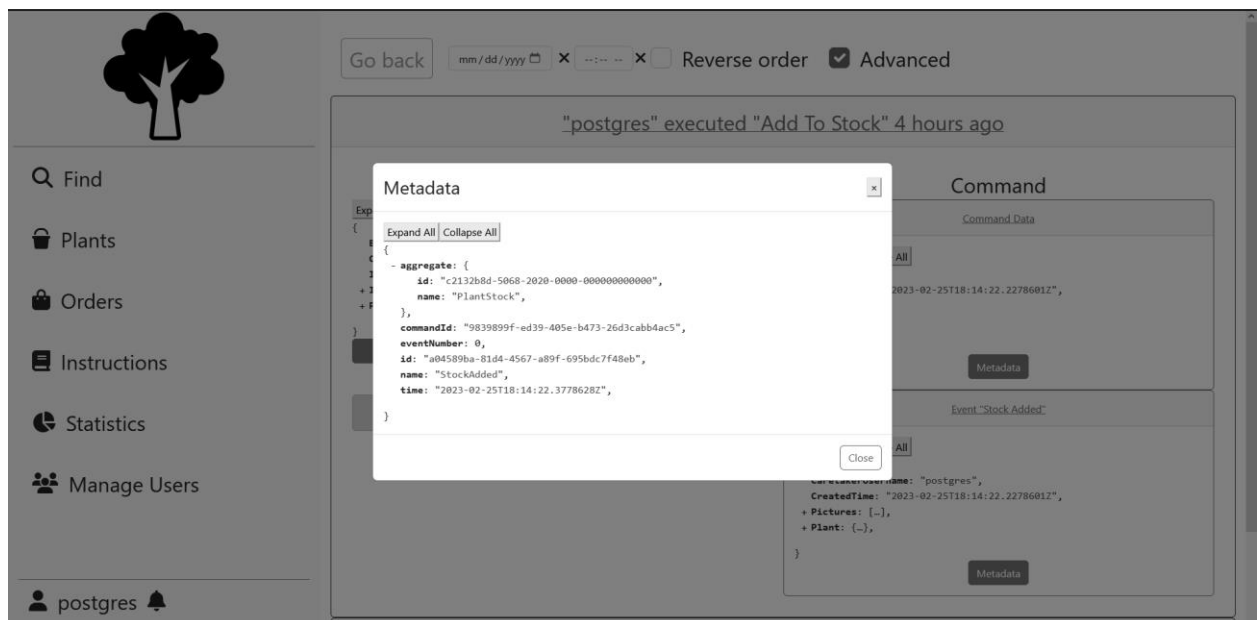 Go back
mm/dd/yyyy
--:-- --
Reverse order
Advanced
"postgres" executed "Add To Stock" 4 hours ago
Find
Plants
Orders
Instructions
Statistics
Manage Users
postgres
Metadata
×
Expand All Collapse All
{
- aggregate: {
id: "c2132b8d-5068-2020-0000-000000000000",
name: "PlantStock",
},
commandId: "9839899f-ed39-405e-b473-26d3cabb4ac5",
eventNumber: 0,
id: "a04589ba-81d4-4567-a89f-695bdc7f48eb",
name: "StockAdded",
time: "2023-02-25T18:14:22.3778628Z",
}
Close
Command
Command Data
All
2023-02-25T18:14:22.2278601Z",
Metadata
Event "Stock Added"
All
"postgres",
CreatedTime: "2023-02-25T18:14:22.2278601Z",
+ Pictures: […],
+ Plant: {…},
}
Metadata